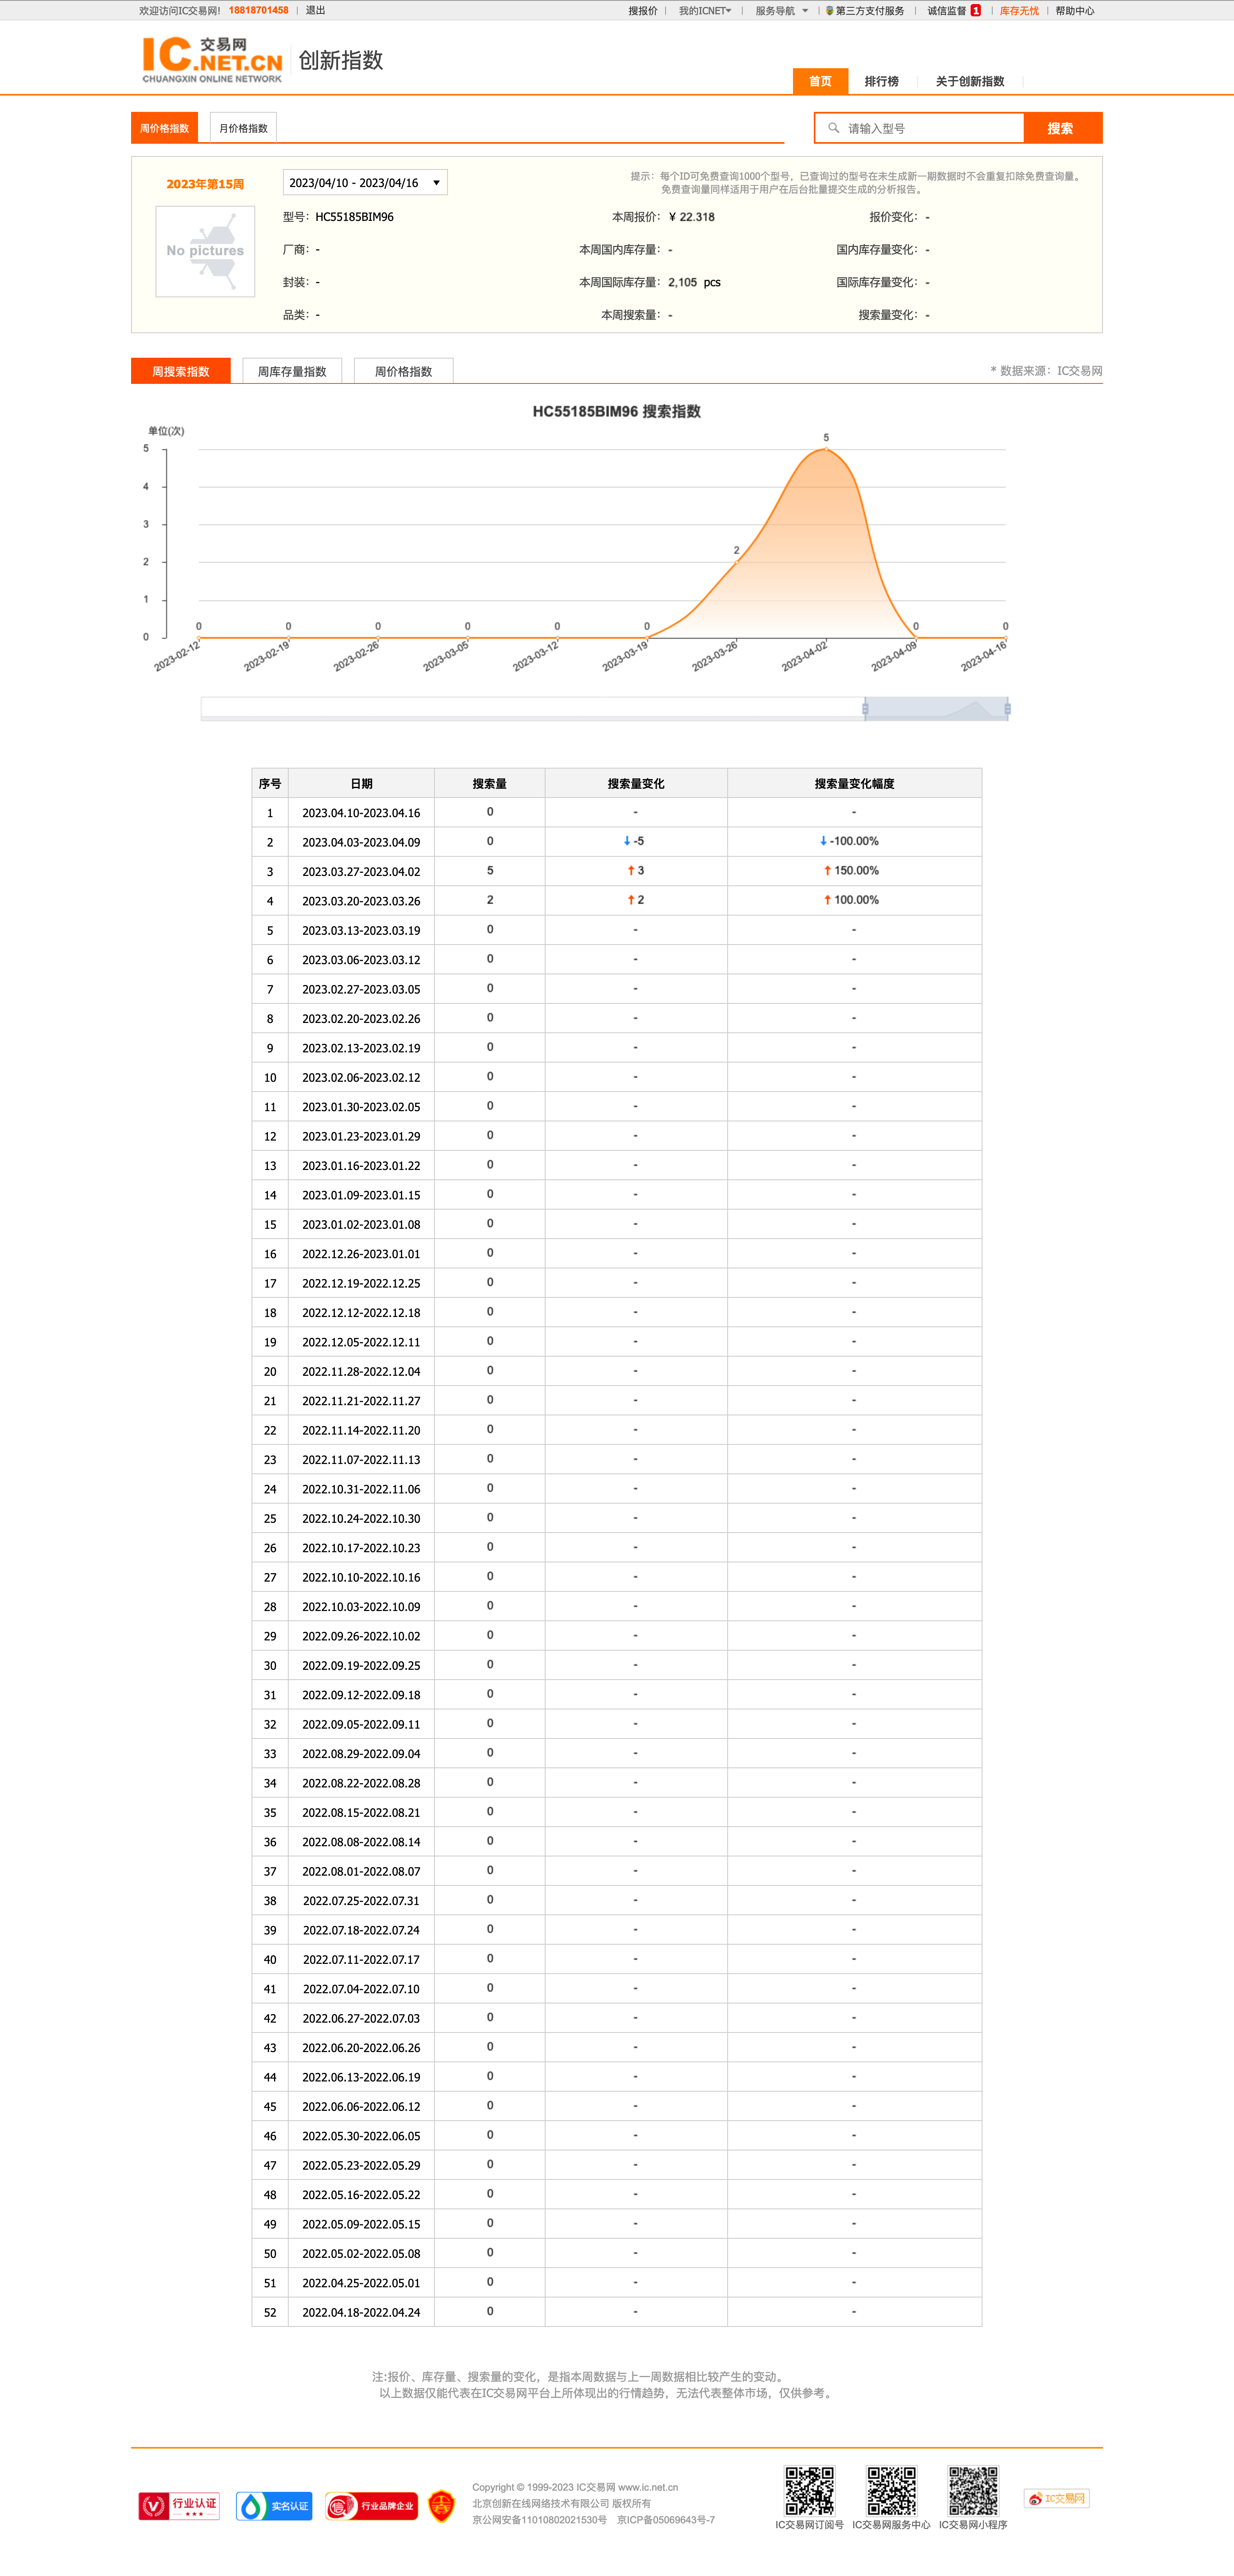 欢迎访问IC交易网! 18818701458 | 退出 搜报价 | 我的ICNET | 服务导航 | 第三方支付服务 | 诚信监督 1 | 库存无忧 | 帮助中心
IC 交易网 .NET.CN
CHUANGXIN ONLINE NETWORK
创新指数
首页 排行榜 关于创新指数
周价格指数 月价格指数 请输入型号 搜索
2023年第15周 2023/04/10 - 2023/04/16 提示：每个ID可免费查询1000个型号，已查询过的型号在未生成新一期数据时不会重复扣除免费查询量。
免费查询量同样适用于用户在后台批量提交生成的分析报告。
No pictures
型号：HC55185BIM96 本周报价：¥ 22.318 报价变化：-
厂商：- 本周国内库存量：- 国内库存量变化：-
封装：- 本周国际库存量：2,105 pcs 国际库存量变化：-
品类：- 本周搜索量：- 搜索量变化：-
周搜索指数 周库存量指数 周价格指数 * 数据来源：IC交易网
HC55185BIM96 搜索指数
单位(次)
5
4
3
2
1
0
0 0 0 0 0 0 2 5 0 0
2023-02-12 2023-02-19 2023-02-26 2023-03-05 2023-03-12 2023-03-19 2023-03-26 2023-04-02 2023-04-09 2023-04-16
序号 日期 搜索量 搜索量变化 搜索量变化幅度
1 2023.04.10-2023.04.16 0 - -
2 2023.04.03-2023.04.09 0 ↓ -5 ↓ -100.00%
3 2023.03.27-2023.04.02 5 ↑ 3 ↑ 150.00%
4 2023.03.20-2023.03.26 2 ↑ 2 ↑ 100.00%
5 2023.03.13-2023.03.19 0 - -
6 2023.03.06-2023.03.12 0 - -
7 2023.02.27-2023.03.05 0 - -
8 2023.02.20-2023.02.26 0 - -
9 2023.02.13-2023.02.19 0 - -
10 2023.02.06-2023.02.12 0 - -
11 2023.01.30-2023.02.05 0 - -
12 2023.01.23-2023.01.29 0 - -
13 2023.01.16-2023.01.22 0 - -
14 2023.01.09-2023.01.15 0 - -
15 2023.01.02-2023.01.08 0 - -
16 2022.12.26-2023.01.01 0 - -
17 2022.12.19-2022.12.25 0 - -
18 2022.12.12-2022.12.18 0 - -
19 2022.12.05-2022.12.11 0 - -
20 2022.11.28-2022.12.04 0 - -
21 2022.11.21-2022.11.27 0 - -
22 2022.11.14-2022.11.20 0 - -
23 2022.11.07-2022.11.13 0 - -
24 2022.10.31-2022.11.06 0 - -
25 2022.10.24-2022.10.30 0 - -
26 2022.10.17-2022.10.23 0 - -
27 2022.10.10-2022.10.16 0 - -
28 2022.10.03-2022.10.09 0 - -
29 2022.09.26-2022.10.02 0 - -
30 2022.09.19-2022.09.25 0 - -
31 2022.09.12-2022.09.18 0 - -
32 2022.09.05-2022.09.11 0 - -
33 2022.08.29-2022.09.04 0 - -
34 2022.08.22-2022.08.28 0 - -
35 2022.08.15-2022.08.21 0 - -
36 2022.08.08-2022.08.14 0 - -
37 2022.08.01-2022.08.07 0 - -
38 2022.07.25-2022.07.31 0 - -
39 2022.07.18-2022.07.24 0 - -
40 2022.07.11-2022.07.17 0 - -
41 2022.07.04-2022.07.10 0 - -
42 2022.06.27-2022.07.03 0 - -
43 2022.06.20-2022.06.26 0 - -
44 2022.06.13-2022.06.19 0 - -
45 2022.06.06-2022.06.12 0 - -
46 2022.05.30-2022.06.05 0 - -
47 2022.05.23-2022.05.29 0 - -
48 2022.05.16-2022.05.22 0 - -
49 2022.05.09-2022.05.15 0 - -
50 2022.05.02-2022.05.08 0 - -
51 2022.04.25-2022.05.01 0 - -
52 2022.04.18-2022.04.24 0 - -
注:报价、库存量、搜索量的变化，是指本周数据与上一周数据相比较产生的变动。
以上数据仅能代表在IC交易网平台上所体现出的行情趋势，无法代表整体市场，仅供参考。
行业认证 实名认证 信 行业品牌企业
Copyright © 1999-2023 IC交易网 www.ic.net.cn
北京创新在线网络技术有限公司 版权所有
京公网安备11010802021530号 京ICP备05069643号-7
IC交易网订阅号 IC交易网服务中心 IC交易网小程序
IC交易网